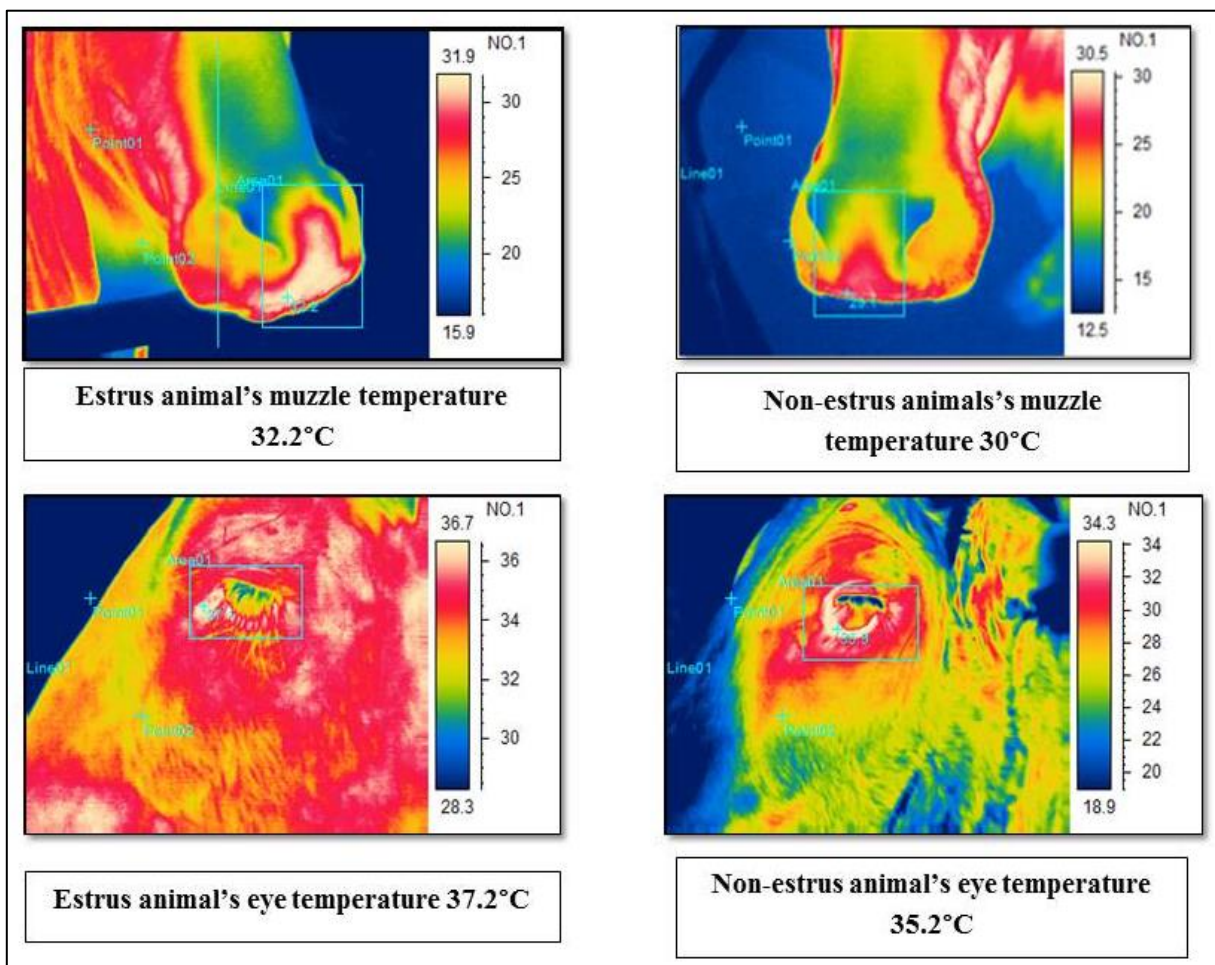 NO.1
31.9
30
25
20
15.9
Point01
Area01
Point02
NO.1
30.5
30
25
20
15
12.5
Point01
Line01
Estrus animal’s muzzle temperature
32.2°C
Non-estrus animals’s muzzle
temperature 30°C
NO.1
36.7
36
34
32
30
28.3
Area01
Point01
Line01
Point02
NO.1
34.3
34
32
30
28
26
24
22
20
18.9
Area01
Point01
Line01
Point02
Estrus animal’s eye temperature 37.2°C
Non-estrus animal’s eye temperature
35.2°C